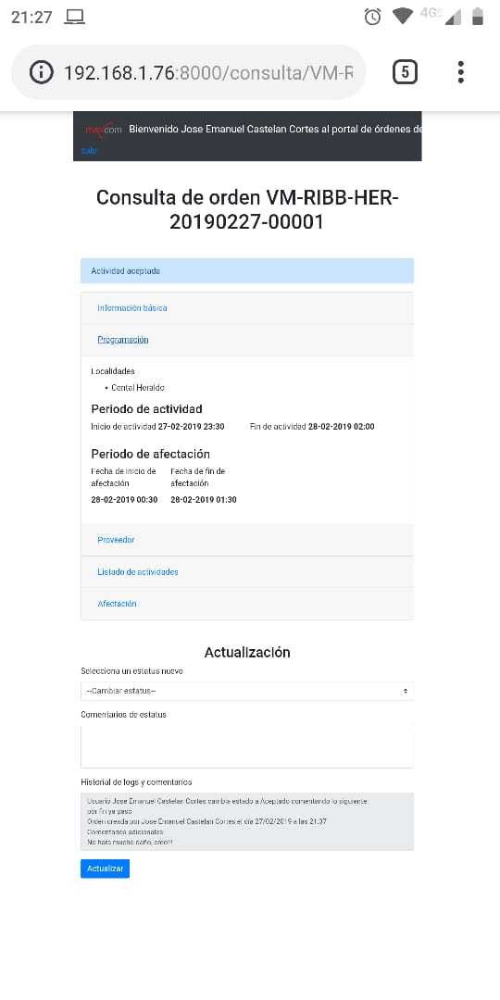 21:27
4G
192.168.1.76:8000/consulta/VM-R
5
maxcom Bienvenido Jose Emanuel Castelan Cortes al portal de órdenes de
Salir
Consulta de orden VM-RIBB-HER-
20190227-00001
Actividad aceptada
Información básica
Programación
Localidades
• Cental Heraldo
Periodo de actividad
Inicio de actividad 27-02-2019 23:30 Fin de actividad 28-02-2019 02:00
Periodo de afectación
Fecha de inicio de Fecha de fin de
afectación afectación
28-02-2019 00:30 28-02-2019 01:30
Proveedor
Listado de actividades
Afectación
Actualización
Selecciona un estatus nuevo
--Cambiar estatus--
Comentarios de estatus
Historial de logs y comentarios
Usuario Jose Emanuel Castelan Cortes cambia estado a Aceptado comentando lo siguiente:
por fin ya paso
Orden creada por Jose Emanuel Castelan Cortes el día 27/02/2019 a las 21:37
Comentarios adicionales:
No hara mucho daño, creo!!!
Actualizar